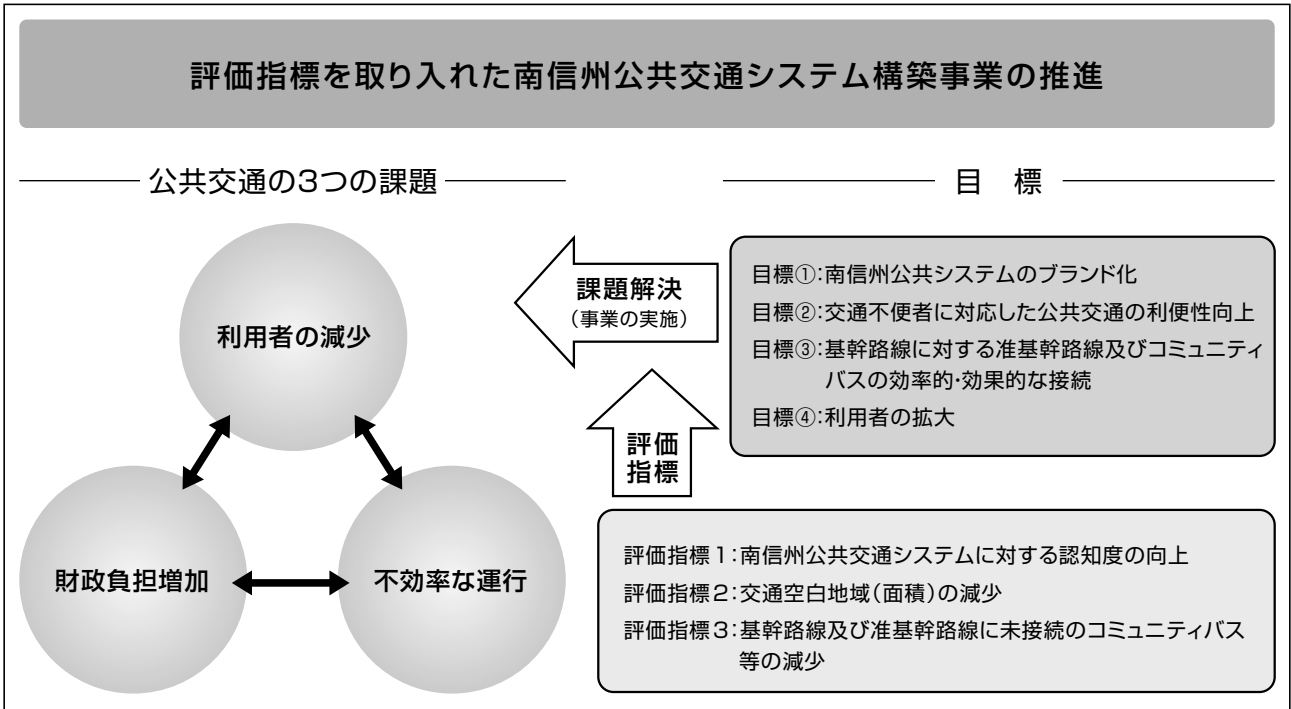 評価指標を取り入れた南信州公共交通システム構築事業の推進
公共交通の3つの課題
利用者の減少
財政負担増加
不効率な運行
目　標
課題解決
（事業の実施）
目標①:南信州公共システムのブランド化
目標②:交通不便者に対応した公共交通の利便性向上
目標③:基幹路線に対する准基幹路線及びコミュニティ
バスの効率的・効果的な接続
目標④:利用者の拡大
評価
指標
評価指標1:南信州公共交通システムに対する認知度の向上
評価指標2:交通空白地域(面積)の減少
評価指標3:基幹路線及び准基幹路線に未接続のコミュニティバス
等の減少